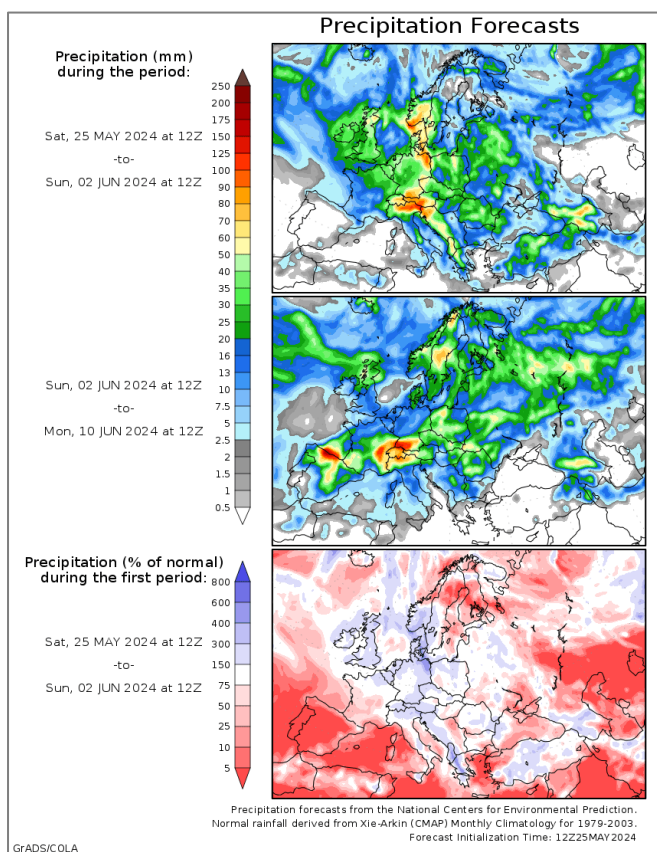 Precipitation Forecasts
Precipitation (mm)
during the period:
Sat, 25 MAY 2024 at 12Z
-to-
Sun, 02 JUN 2024 at 12Z
250
200
175
150
125
100
90
80
70
60
50
40
35
30
25
20
16
13
10
7.5
5
2.5
2
1.5
1
0.5
Sun, 02 JUN 2024 at 12Z
-to-
Mon, 10 JUN 2024 at 12Z
Precipitation (% of normal)
during the first period:
Sat, 25 MAY 2024 at 12Z
-to-
Sun, 02 JUN 2024 at 12Z
800
600
400
300
150
75
50
25
10
5
Precipitation forecasts from the National Centers for Environmental Prediction.
Normal rainfall derived from Xie-Arkin (CMAP) Monthly Climatology for 1979-2003.
Forecast Initialization Time: 12Z25MAY2024
GrADS/COLA